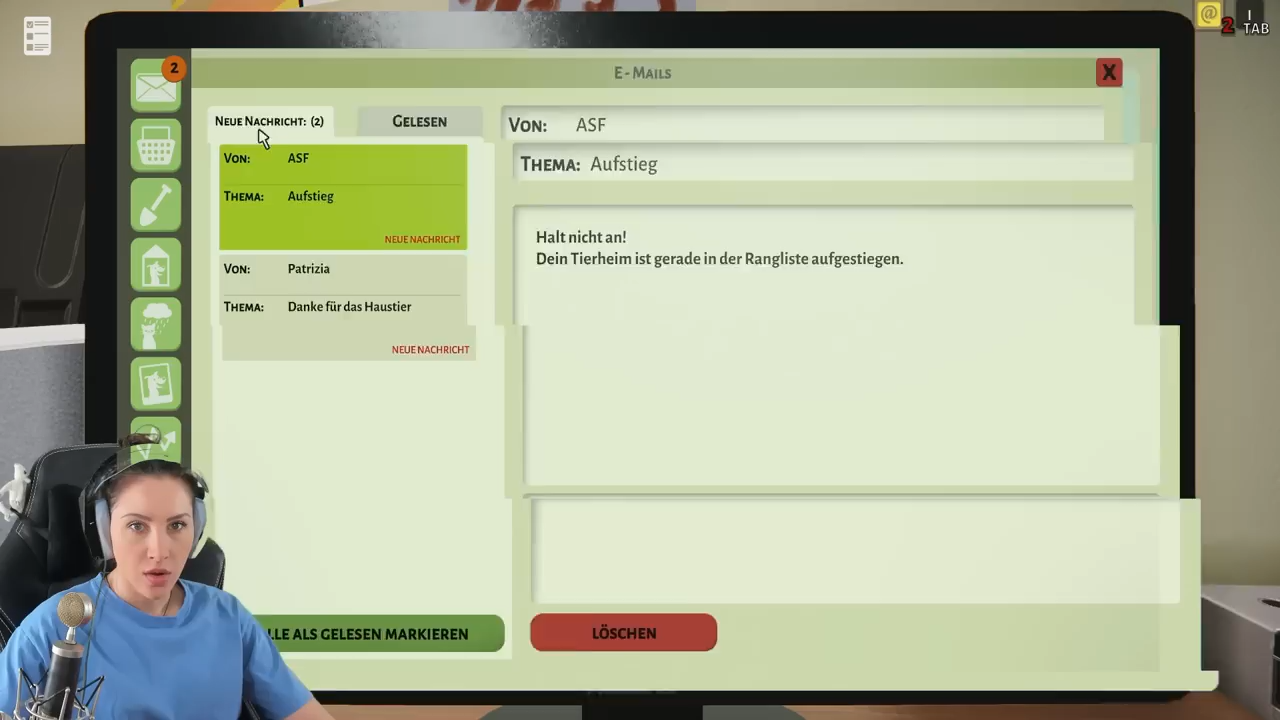 2
E-Mails
X
@
2
I
TAB
Neue Nachricht: (2)
Gelesen
Von: ASF
Thema: Aufstieg
NEUE NACHRICHT
Von: Patrizia
Thema: Danke für das Haustier
NEUE NACHRICHT
Von: ASF
Thema: Aufstieg
Halt nicht an!
Dein Tierheim ist gerade in der Rangliste aufgestiegen.
LLE ALS GELESEN MARKIEREN
LÖSCHEN